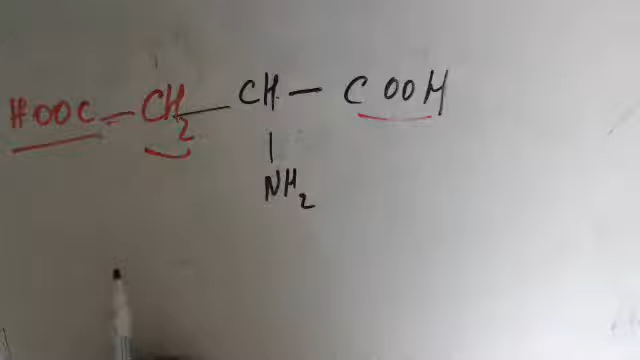 HOOC — CH2 — CH — COOH
|
NH2